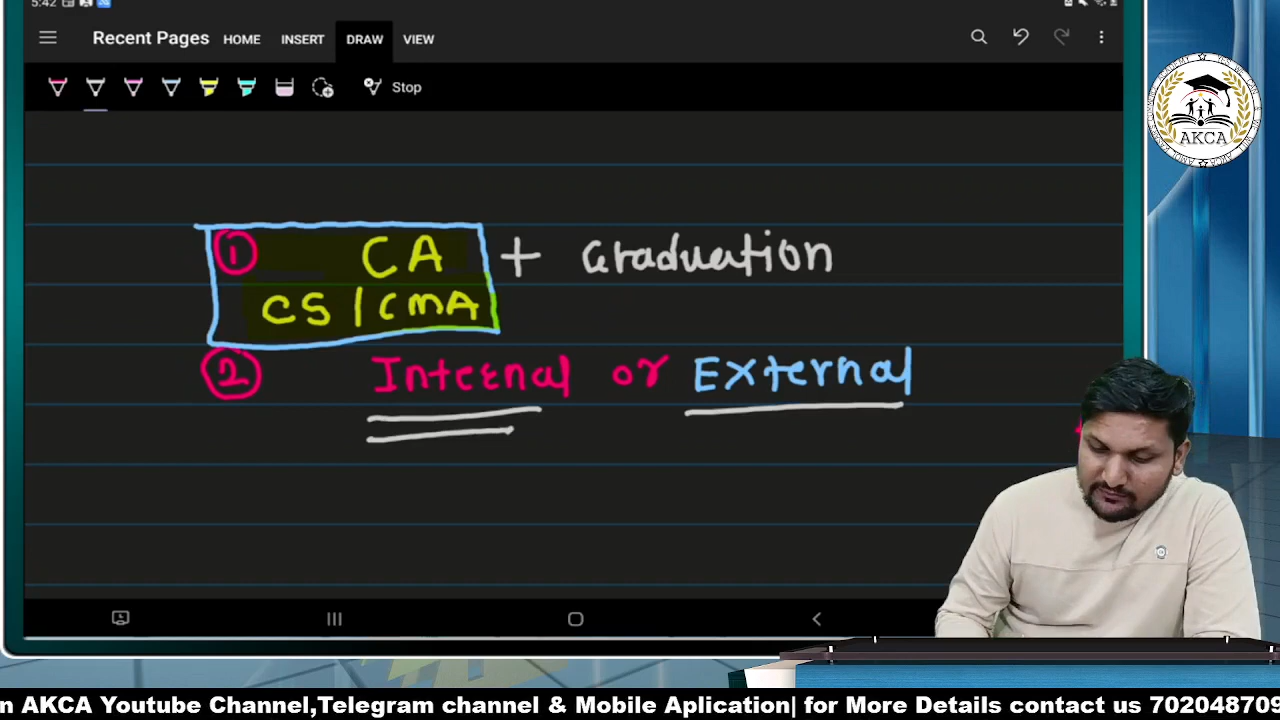 5:42
Recent Pages HOME INSERT DRAW VIEW
Stop
1 CA + Graduation
CS / CMA
2 Internal or External
AKCA
n AKCA Youtube Channel,Telegram channel & Mobile Aplication| for More Details contact us 702048709